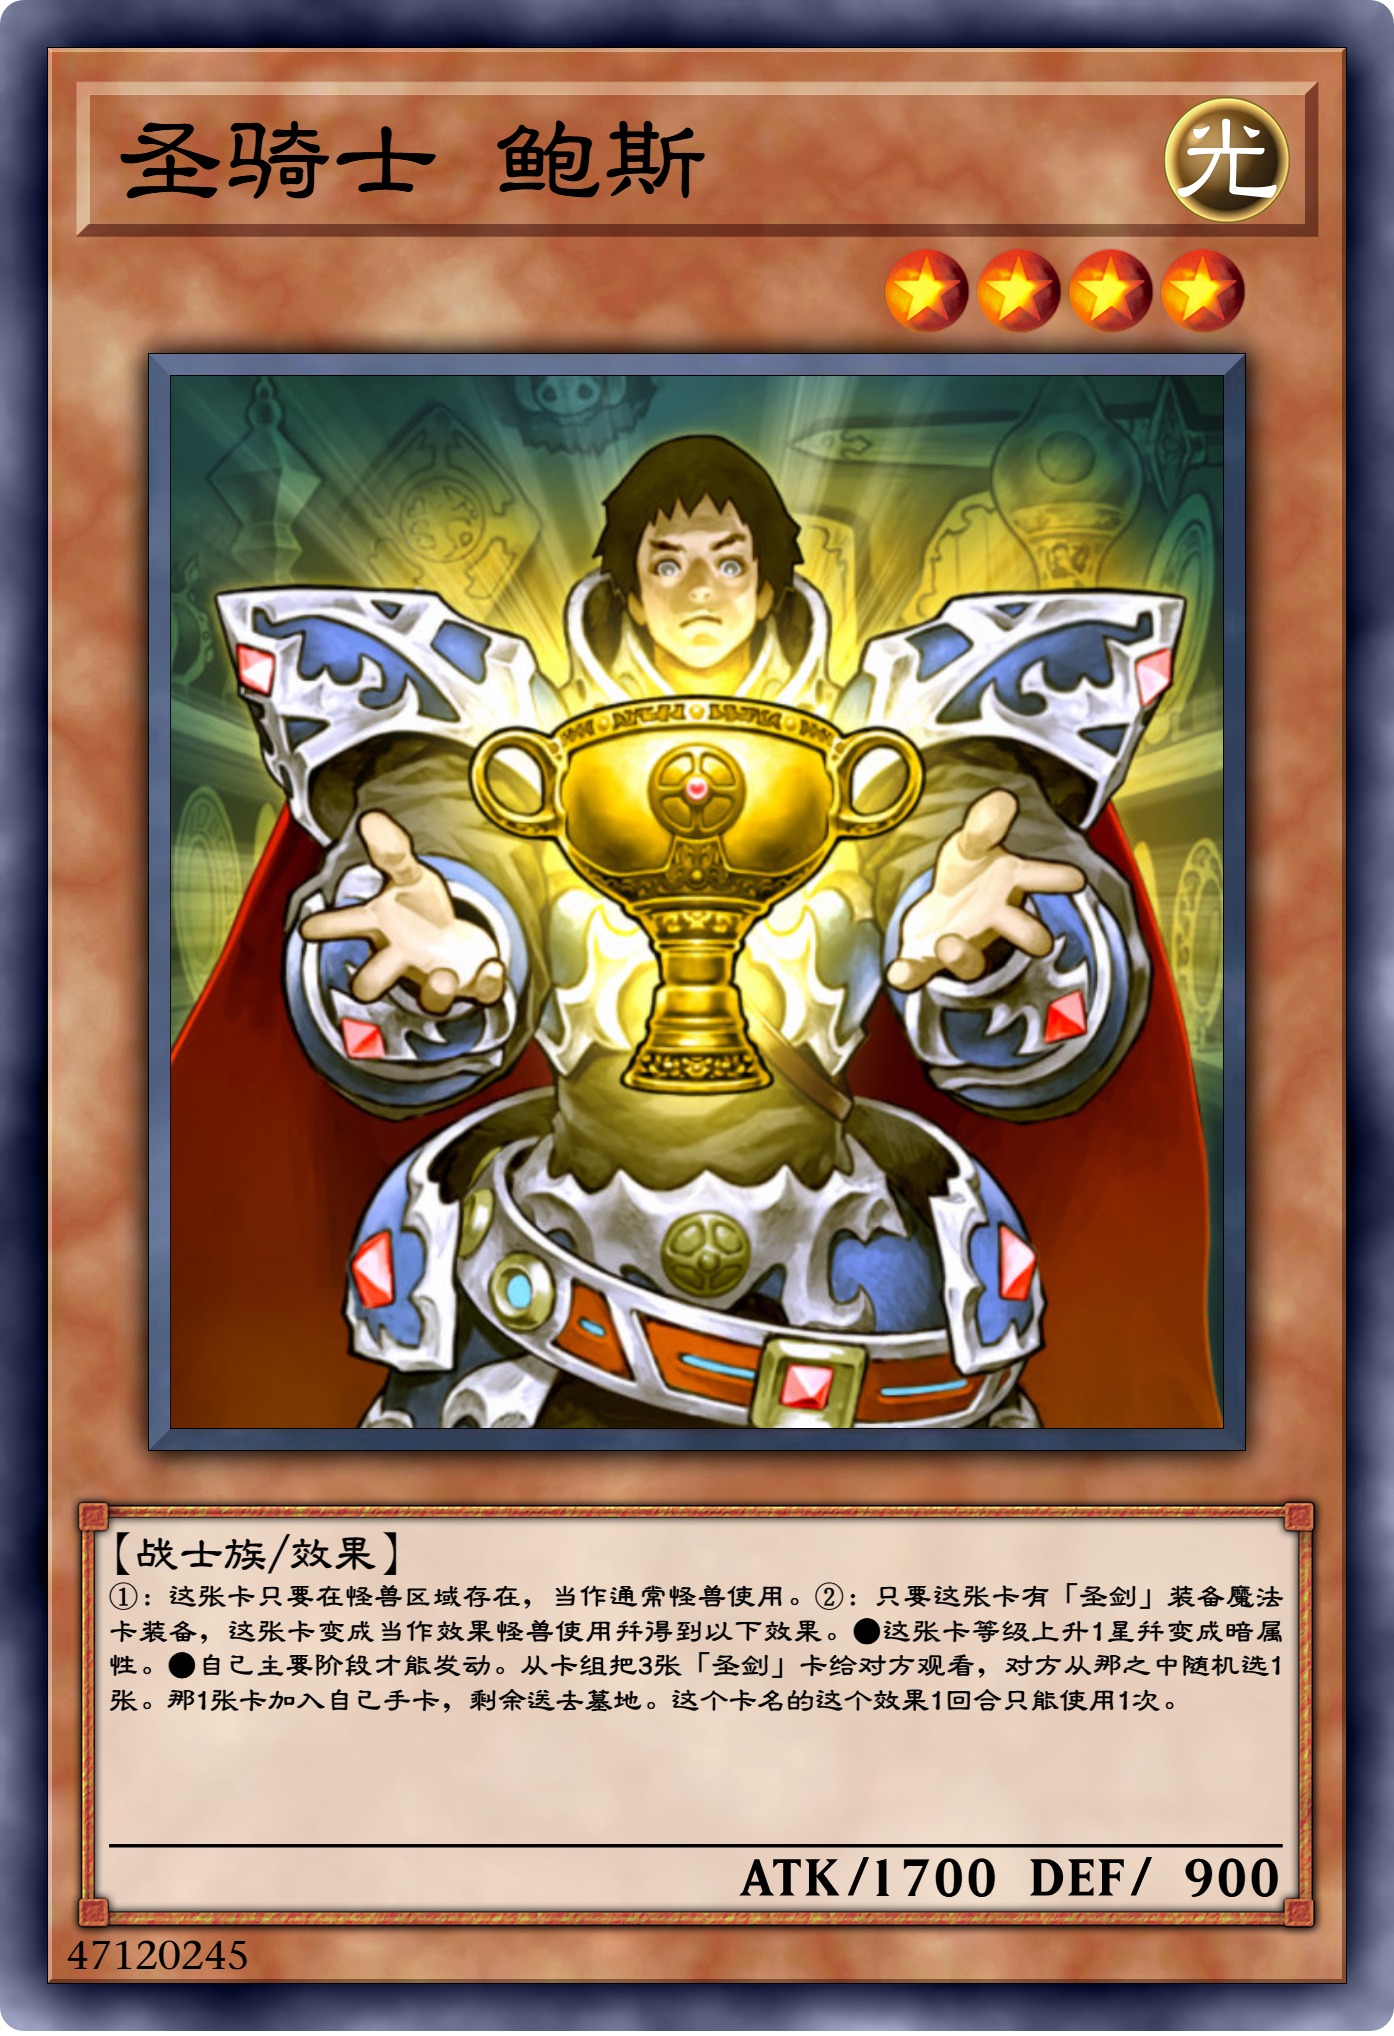 圣骑士 鲍斯
光
【战士族/效果】
①：这张卡只要在怪兽区域存在，当作通常怪兽使用。②：只要这张卡有「圣剑」装备魔法
卡装备，这张卡变成当作效果怪兽使用并得到以下效果。●这张卡等级上升1星并变成暗属
性。●自己主要阶段才能发动。从卡组把3张「圣剑」卡给对方观看，对方从那之中随机选1
张。那1张卡加入自己手卡，剩余送去墓地。这个卡名的这个效果1回合只能使用1次。
ATK/1700 DEF/ 900
47120245